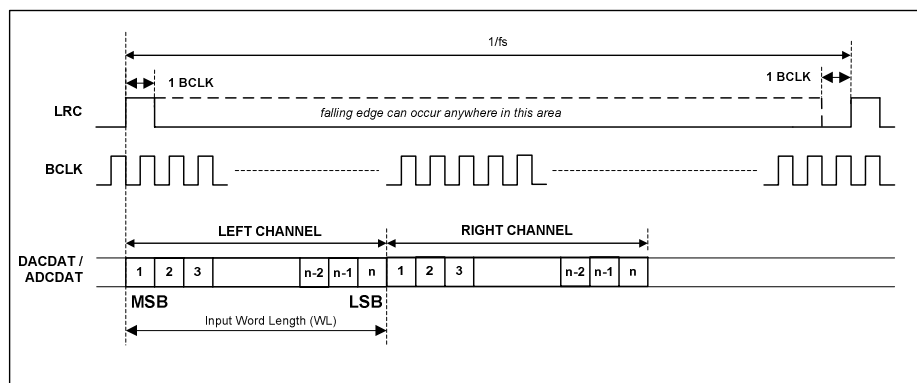 1/fs
1 BCLK
1 BCLK
LRC
falling edge can occur anywhere in this area
BCLK
LEFT CHANNEL
RIGHT CHANNEL
DACDAT /
ADCDAT
1 2 3 n-2 n-1 n 1 2 3 n-2 n-1 n
MSB
LSB
Input Word Length (WL)